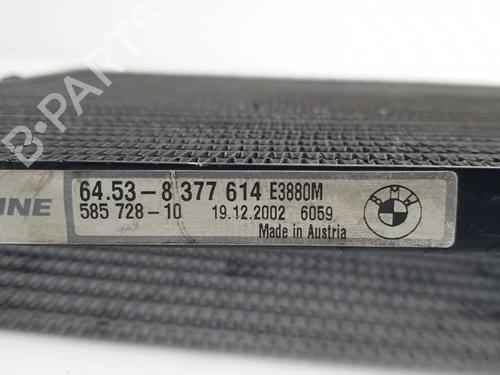 B-PARTS
64.53-8 377 614 E3880M
INE
585 728-10 19.12.2002 6059
Made in Austria
BMW